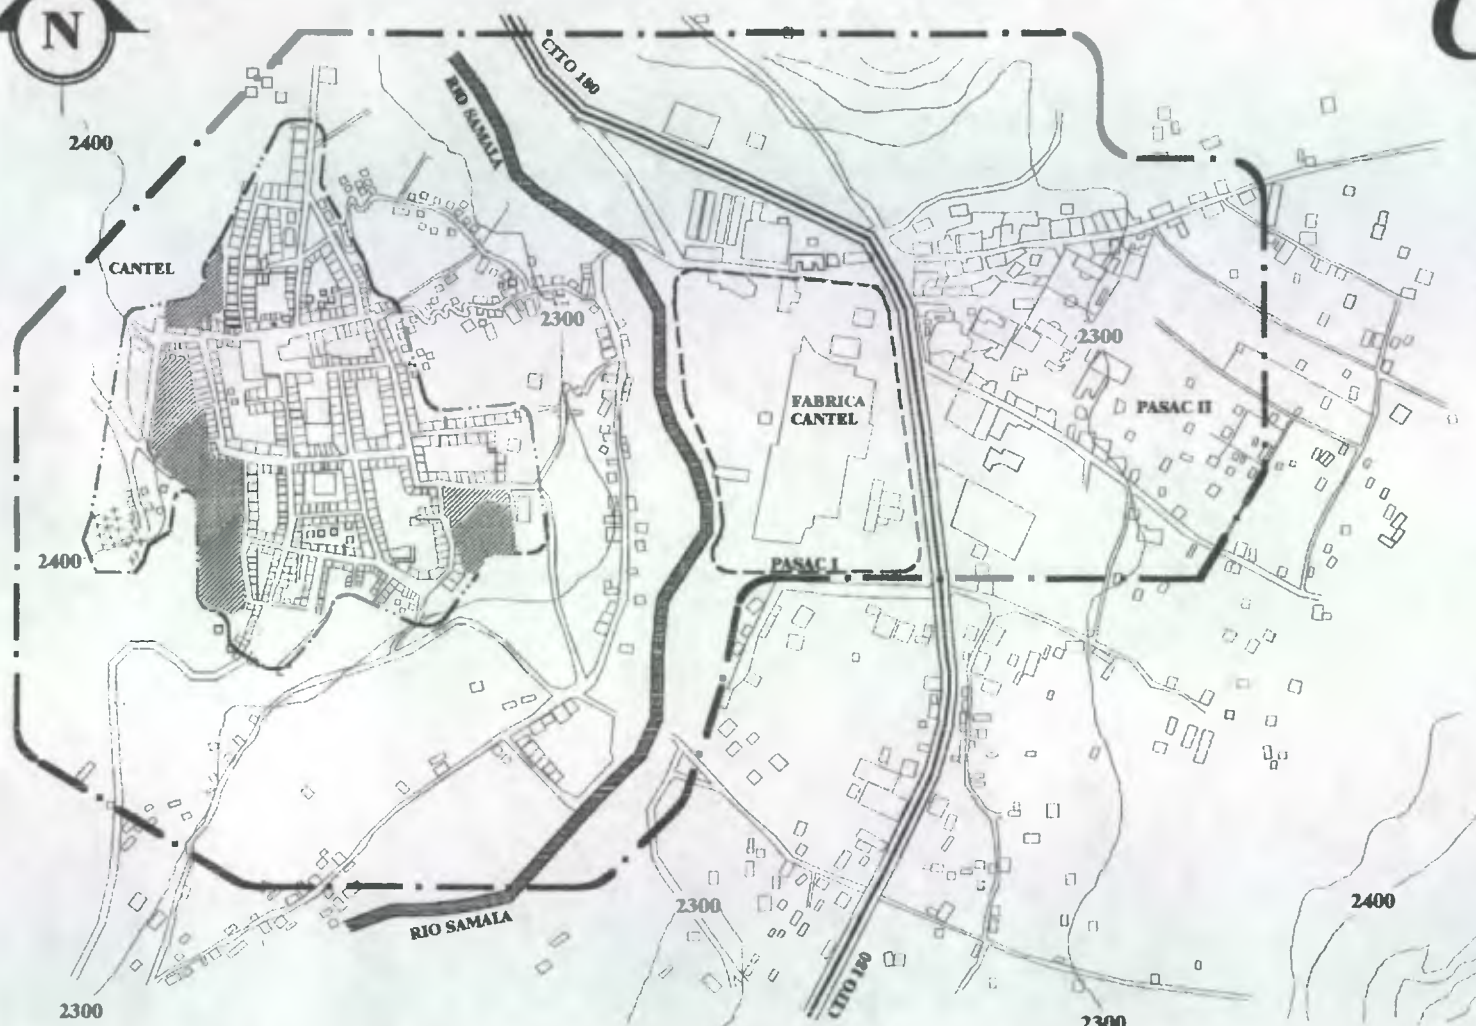 N
C
CITO 180
RIO SAMALA
2400
CANTEL
2300
2300
FABRICA
CANTEL
PASAC II
2400
PASAC I
2300
2400
RIO SAMALA
CITO 180
2300
2300